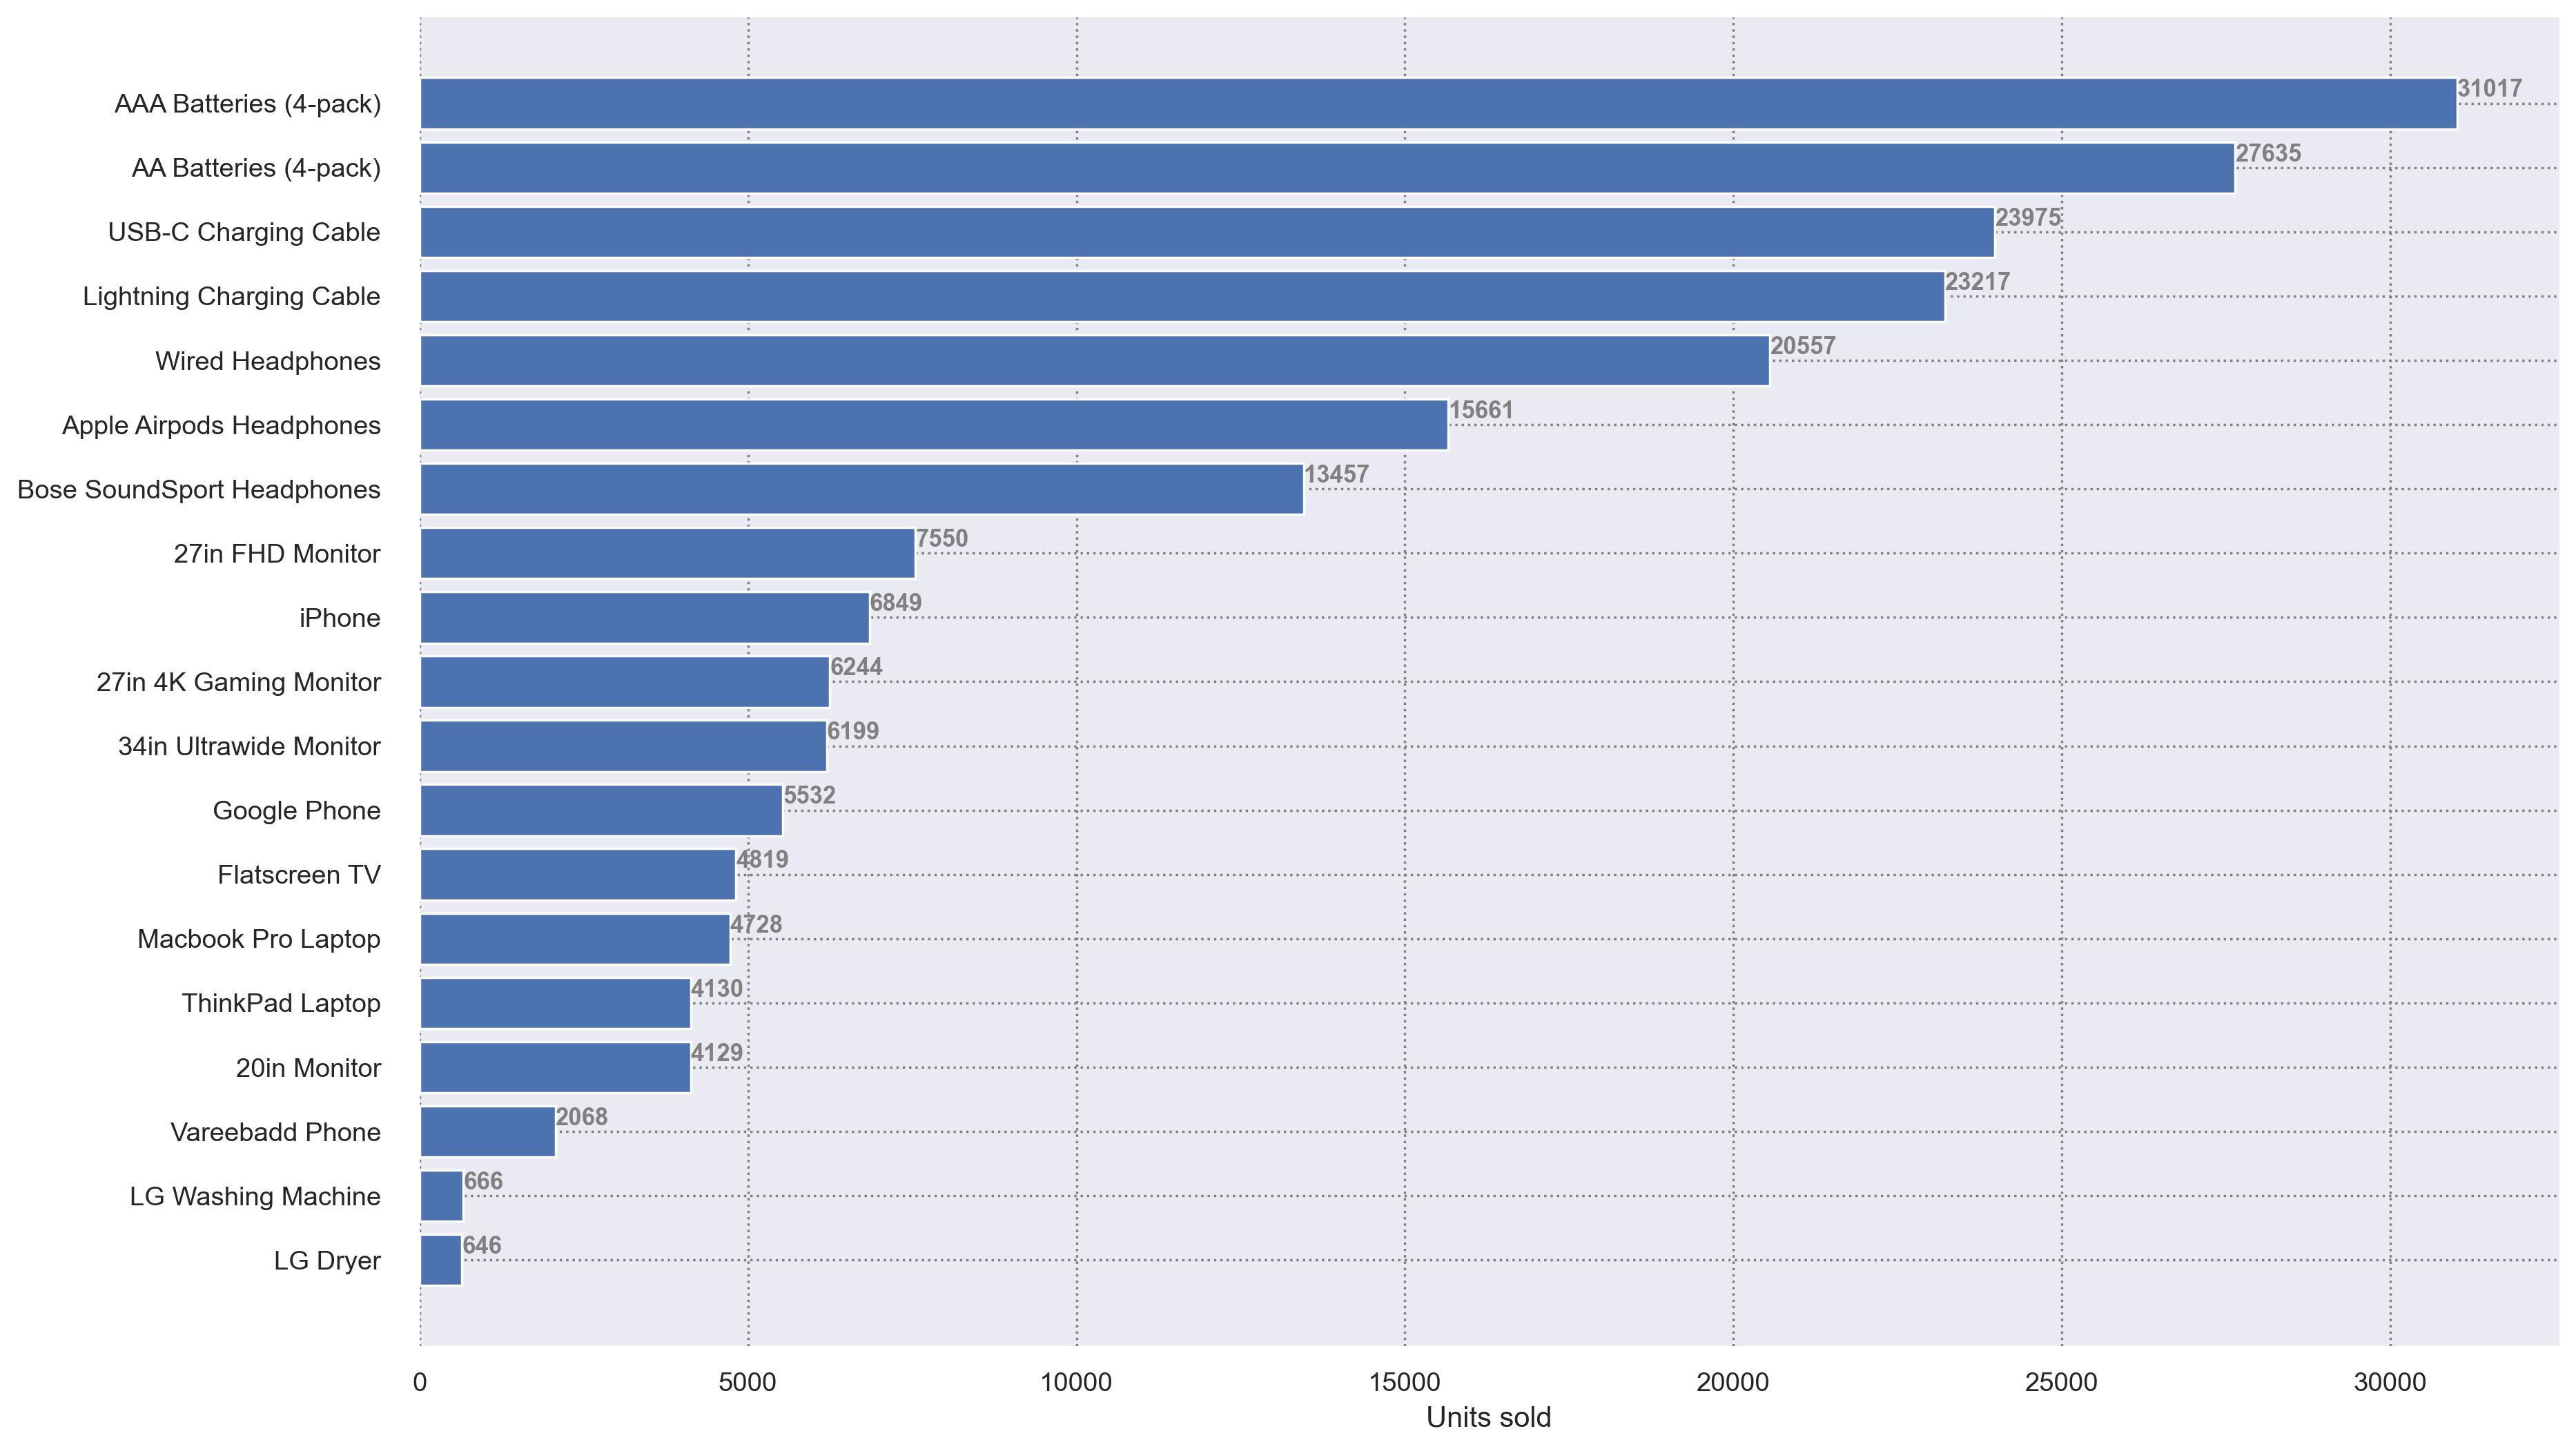 AAA Batteries (4-pack) 31017
AA Batteries (4-pack) 27635
USB-C Charging Cable 23975
Lightning Charging Cable 23217
Wired Headphones 20557
Apple Airpods Headphones 15661
Bose SoundSport Headphones 13457
27in FHD Monitor 7550
iPhone 6849
27in 4K Gaming Monitor 6244
34in Ultrawide Monitor 6199
Google Phone 5532
Flatscreen TV 4819
Macbook Pro Laptop 4728
ThinkPad Laptop 4130
20in Monitor 4129
Vareebadd Phone 2068
LG Washing Machine 666
LG Dryer 646
0 5000 10000 15000 20000 25000 30000
Units sold